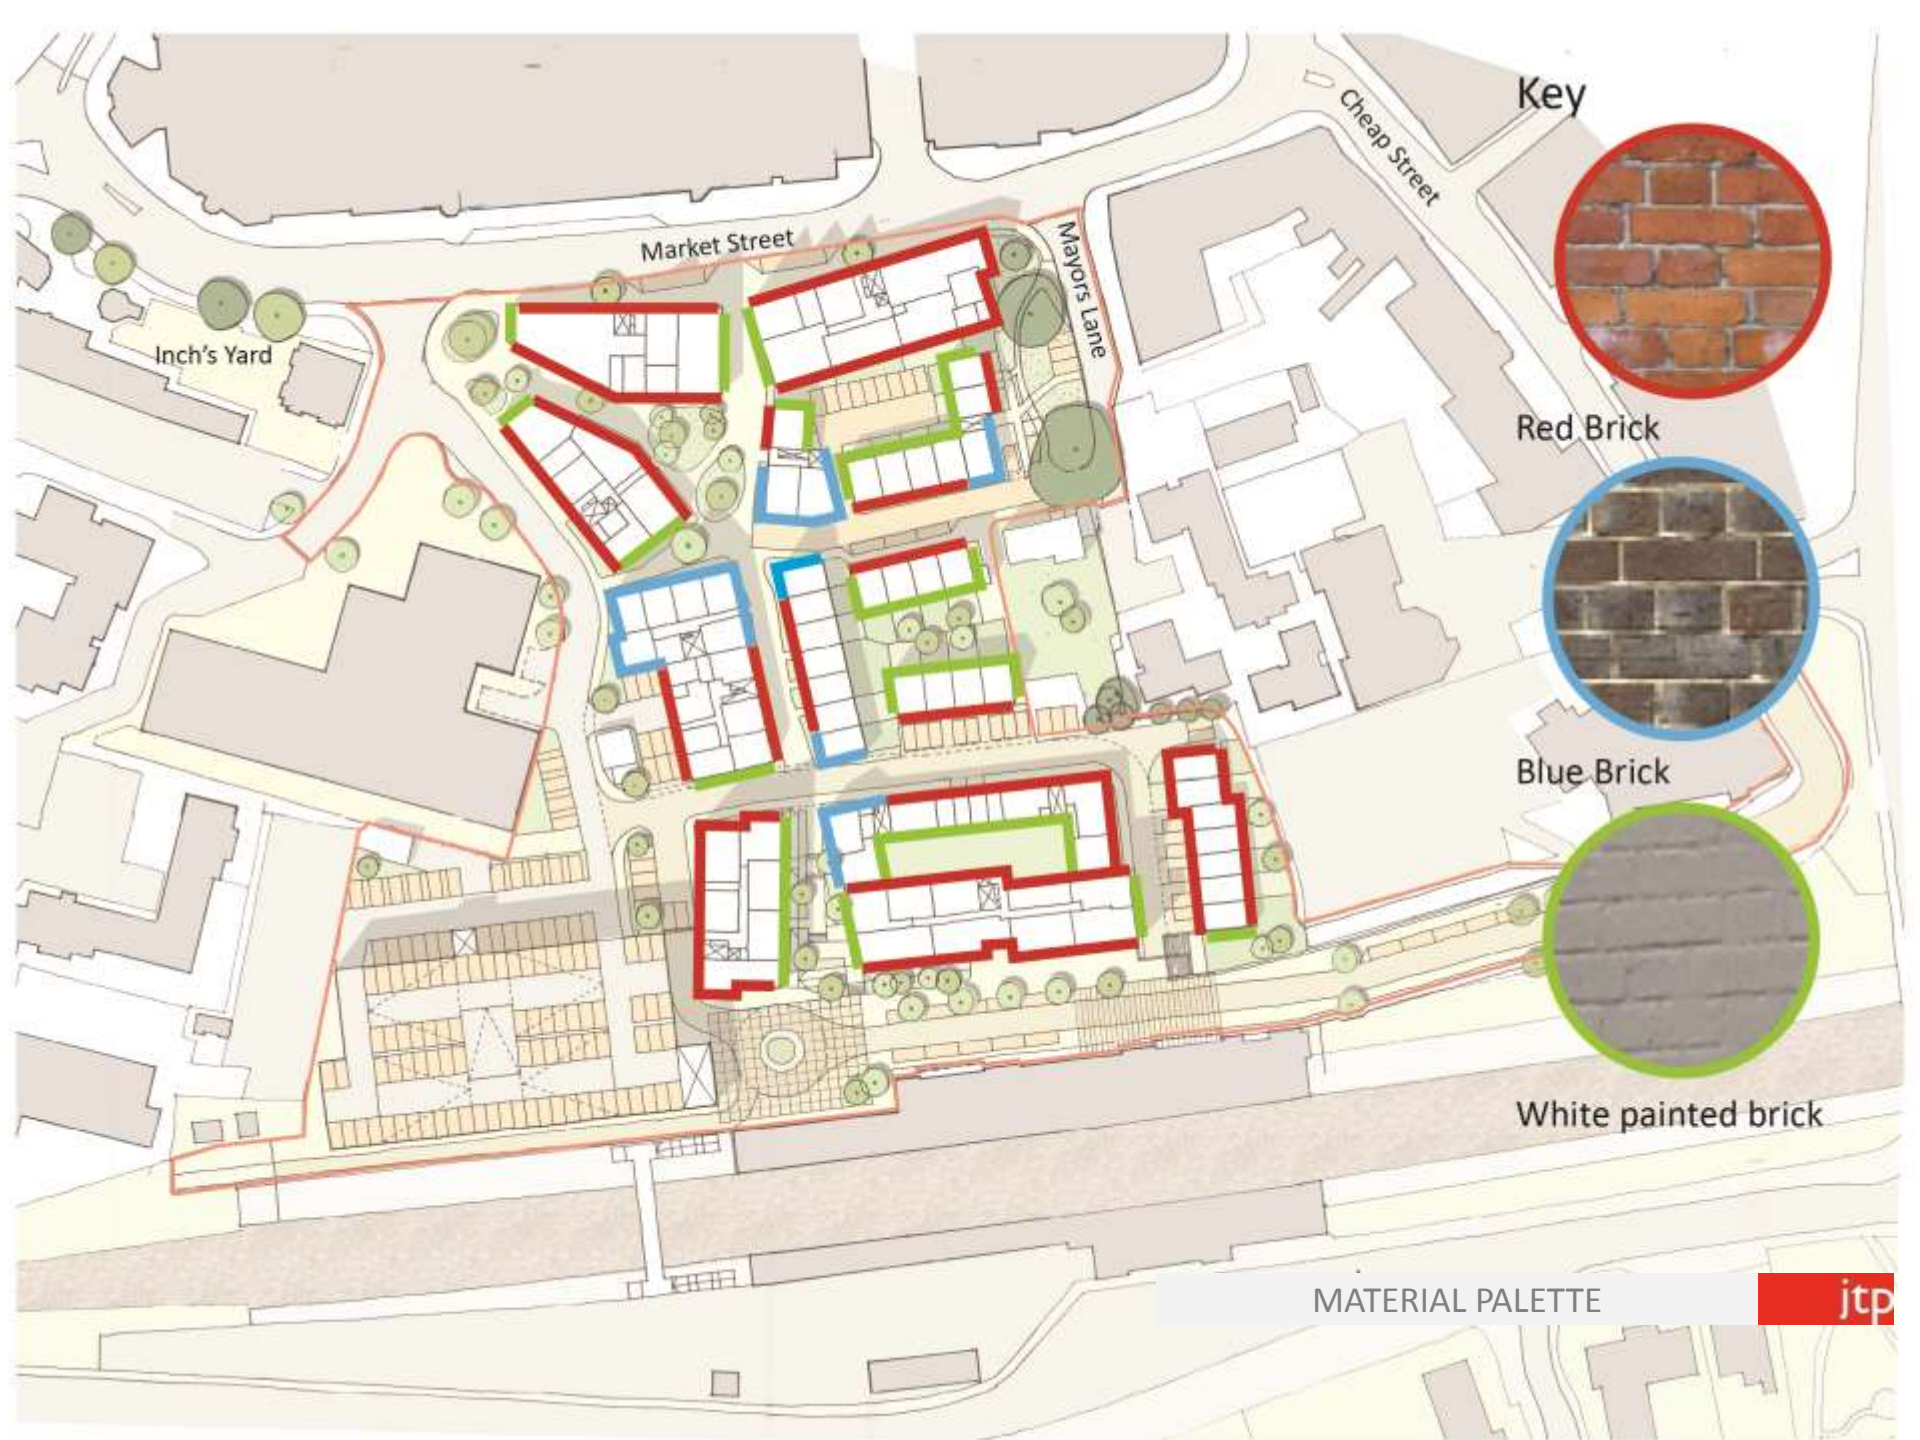 Key
Cheap Street
Market Street
Mayors Lane
Inch's Yard
Red Brick
Blue Brick
White painted brick
MATERIAL PALETTE
jtp